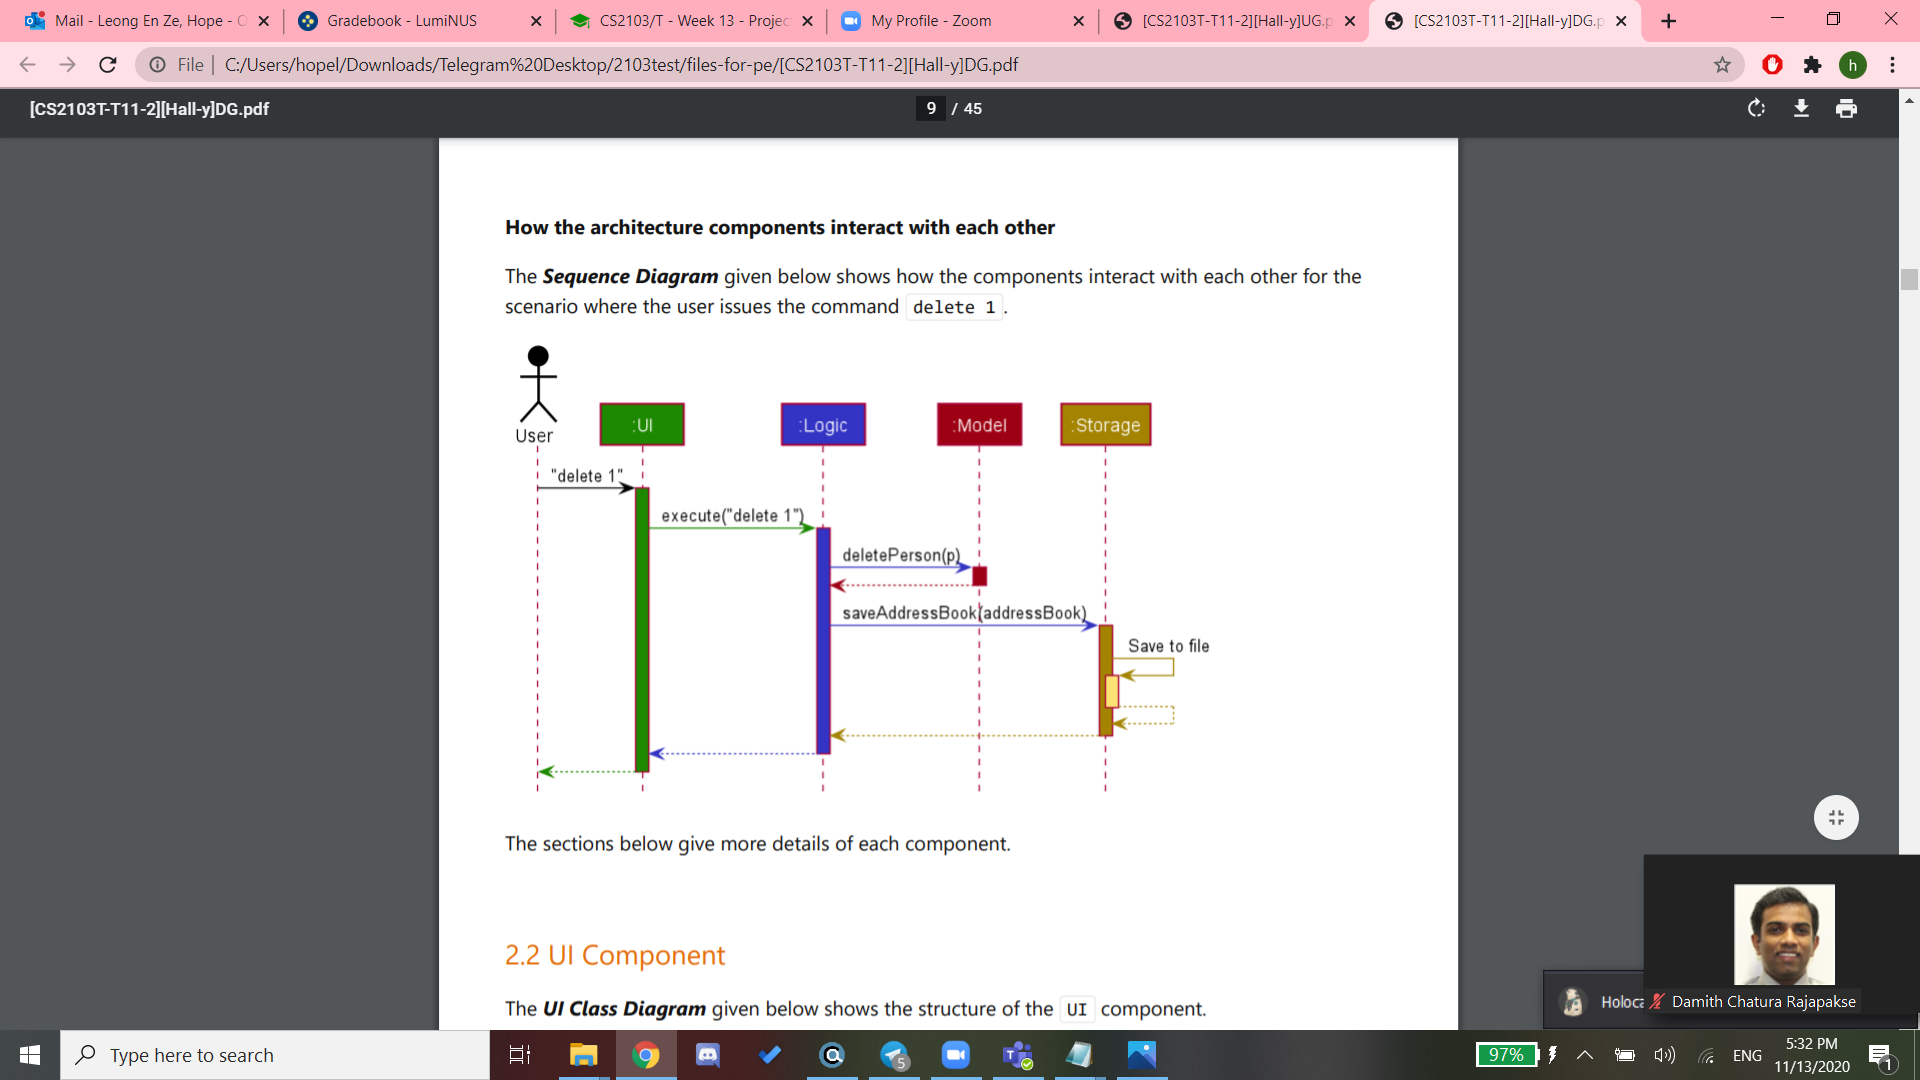 Mail - Leong En Ze, Hope - O
Gradebook - LumiNUS
CS2103/T - Week 13 - Projec
My Profile - Zoom
[CS2103T-T11-2][Hall-y]UG.p
[CS2103T-T11-2][Hall-y]DG.p
File | C:/Users/hopel/Downloads/Telegram%20Desktop/2103test/files-for-pe/[CS2103T-T11-2][Hall-y]DG.pdf
h
[CS2103T-T11-2][Hall-y]DG.pdf
9 / 45
How the architecture components interact with each other
The Sequence Diagram given below shows how the components interact with each other for the
scenario where the user issues the command delete 1 .
User
:UI
:Logic
:Model
:Storage
"delete 1"
execute("delete 1")
deletePerson(p)
saveAddressBook(addressBook)
Save to file
The sections below give more details of each component.
2.2 UI Component
The UI Class Diagram given below shows the structure of the UI component.
Holoca
Damith Chatura Rajapakse
Type here to search
5
97%
ENG
5:32 PM
11/13/2020
1